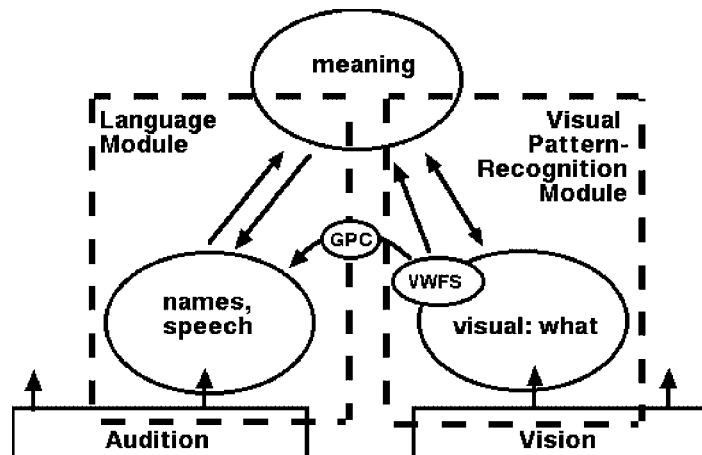 meaning
Language
Module
Visual
Pattern-
Recognition
Module
GPC
VWFS
names,
speech
visual: what
Audition
Vision